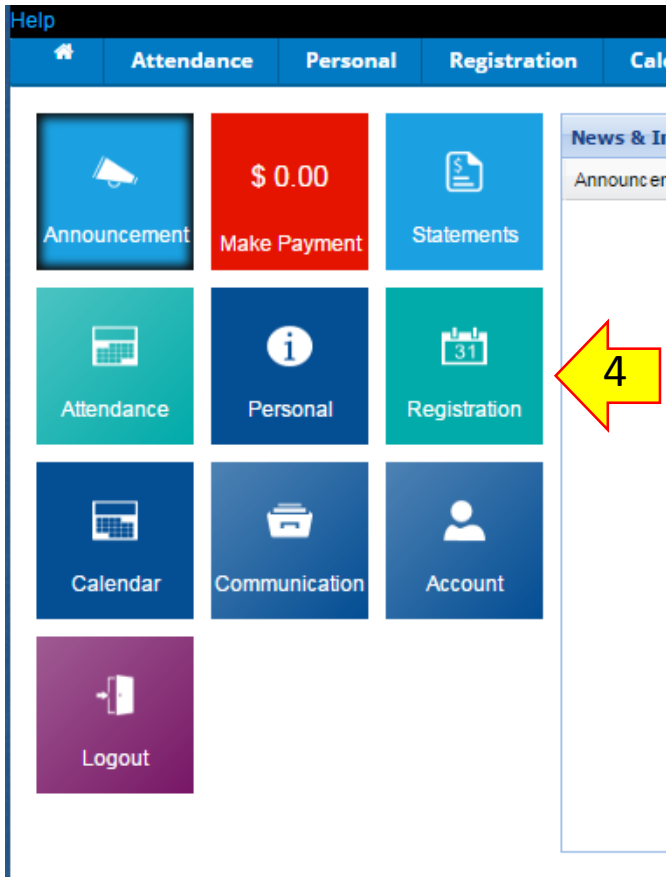 Help
Attendance Personal Registration Cal
News & I
Announcer
$ 0.00
Announcement Make Payment Statements
31
4
Attendance Personal Registration
Calendar Communication Account
Logout